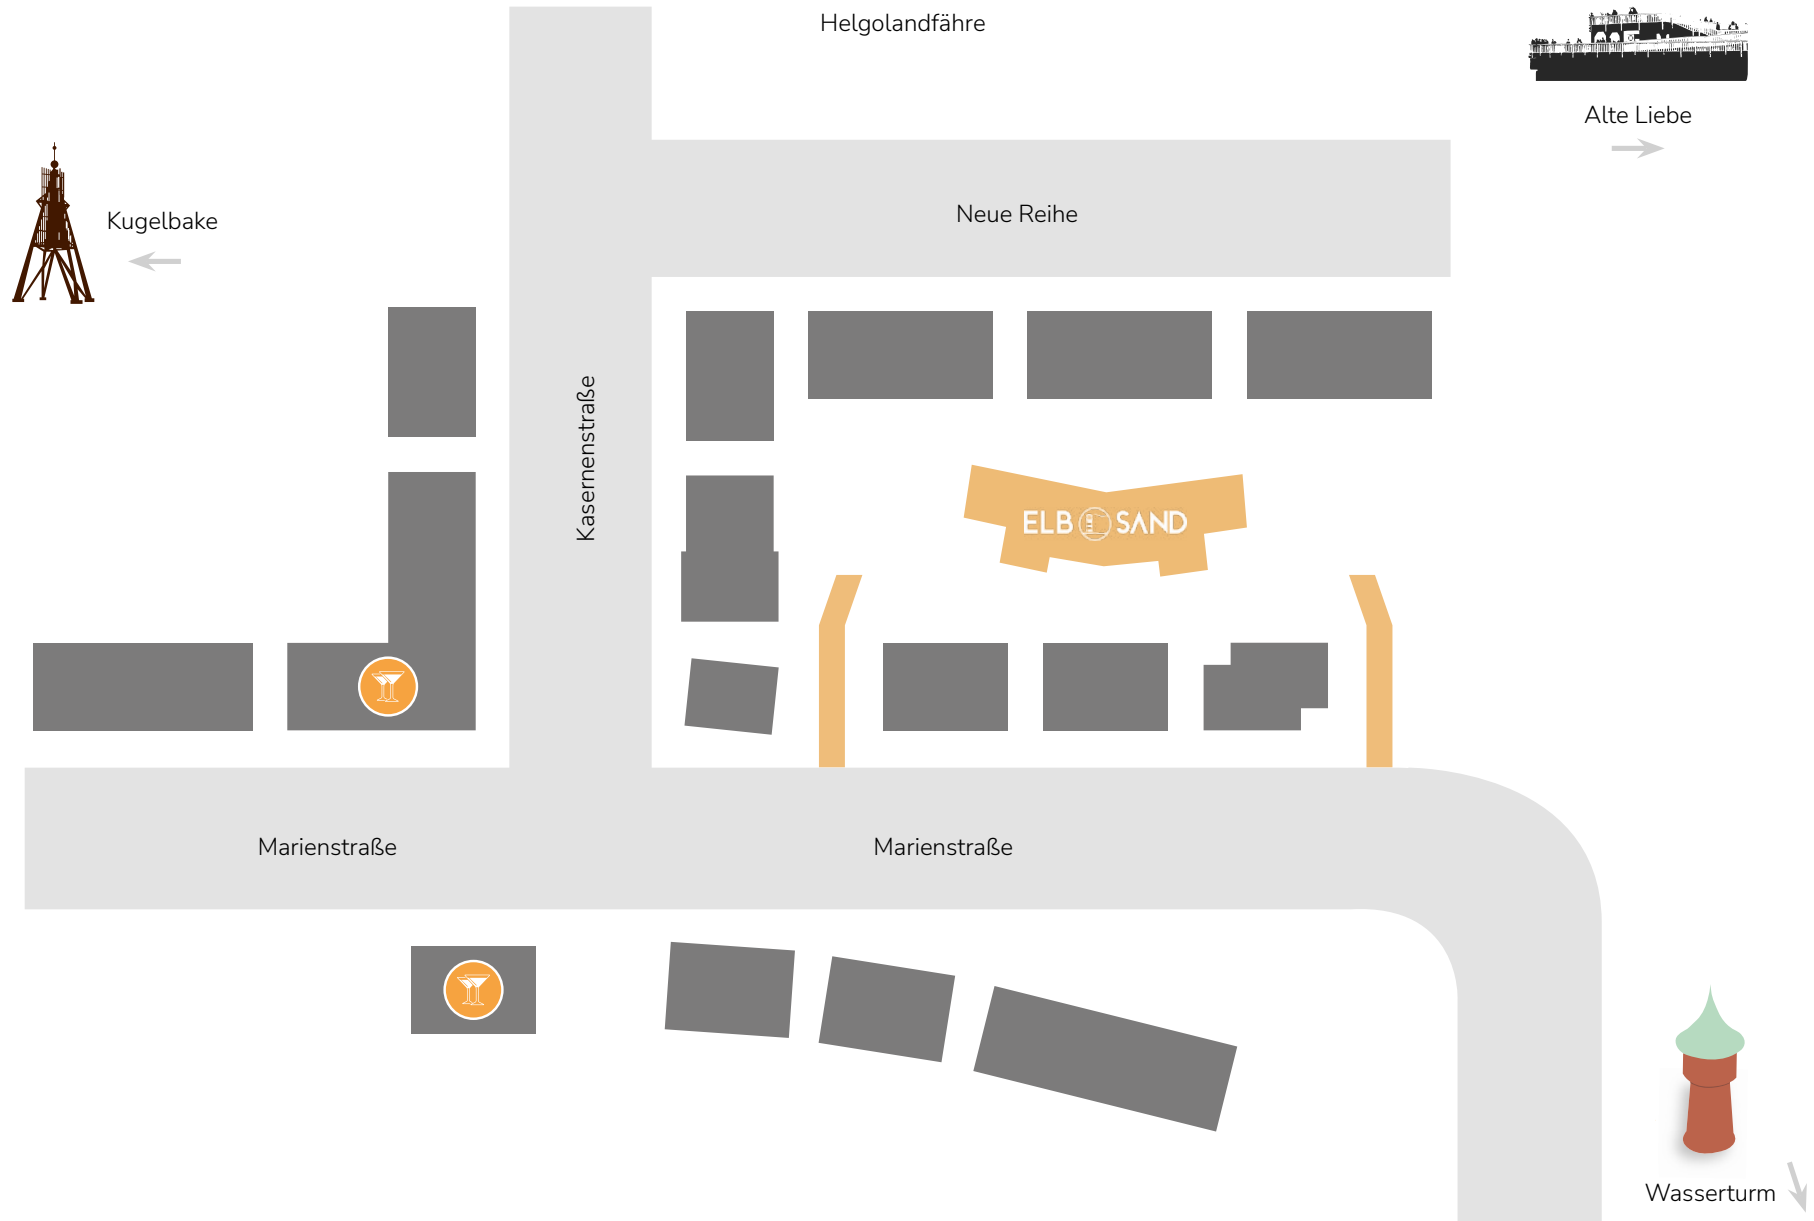 Helgolandfähre
Alte Liebe
Kugelbake
Neue Reihe
Kasernenstraße
ELB SAND
Marienstraße
Marienstraße
Wasserturm